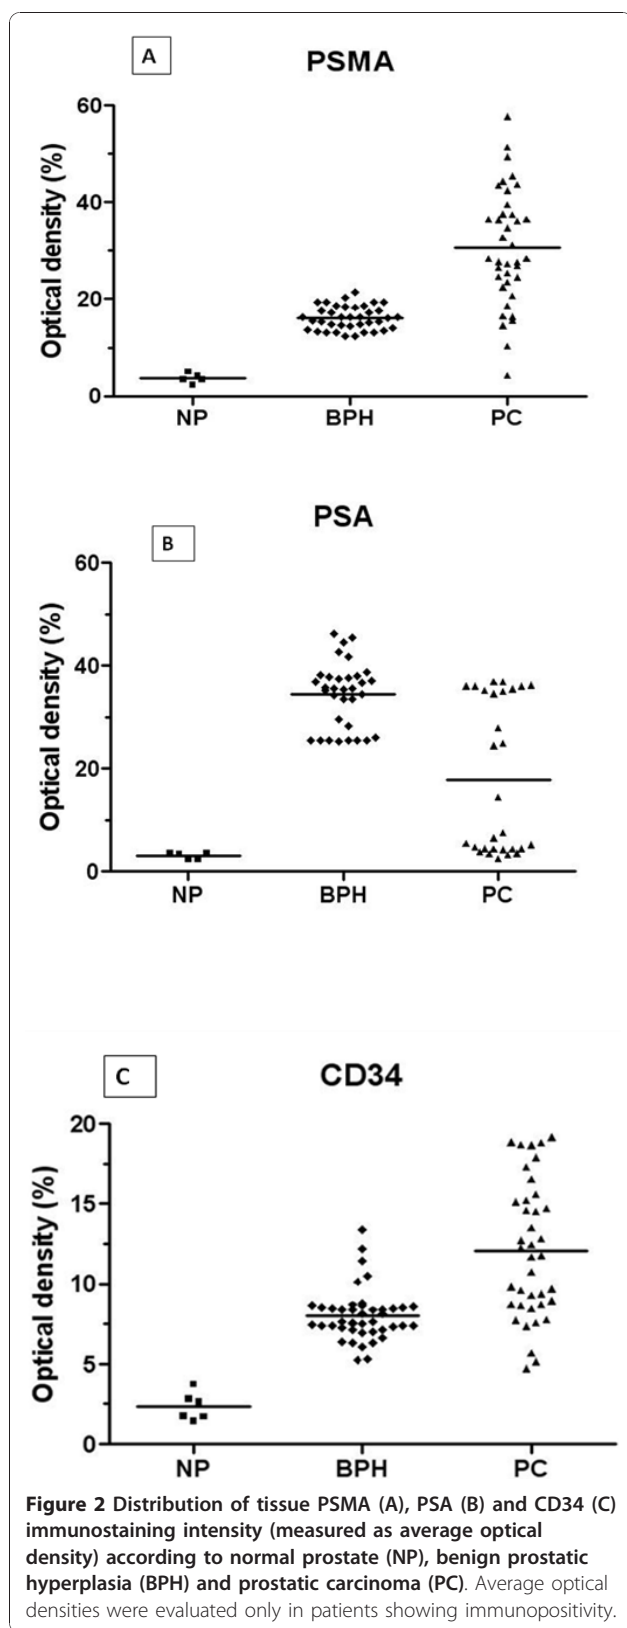 A
PSMA
Optical density (%)
60
40
20
0
NP BPH PC
PSA
B
Optical density (%)
60
40
20
0
NP BPH PC
C
CD34
Optical density (%)
20
15
10
5
0
NP BPH PC
Figure 2 Distribution of tissue PSMA (A), PSA (B) and CD34 (C)
immunostaining intensity (measured as average optical
density) according to normal prostate (NP), benign prostatic
hyperplasia (BPH) and prostatic carcinoma (PC). Average optical
densities were evaluated only in patients showing immunopositivity.